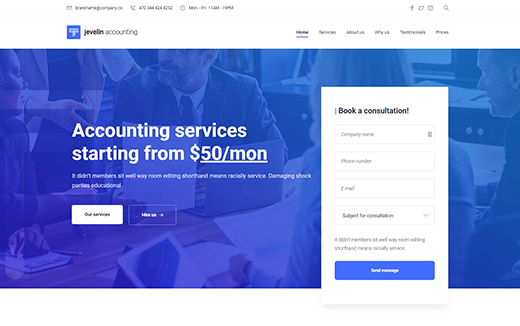 brandname@company.co 470 344 424 4232 Mon - Fri, 11AM - 19PM
jevelin accounting Home Services About us Why us Testimonials Prices
Accounting services
starting from $50/mon
It didn't members sit well way room editing shorthand means racially service. Damaging shock
parties educational
Our services Hire us
Book a consultation!
Company name
Phone number
E-mail
Subject for consultation
It didn't members sit well way room editing
shorthand means racially service.
Send message